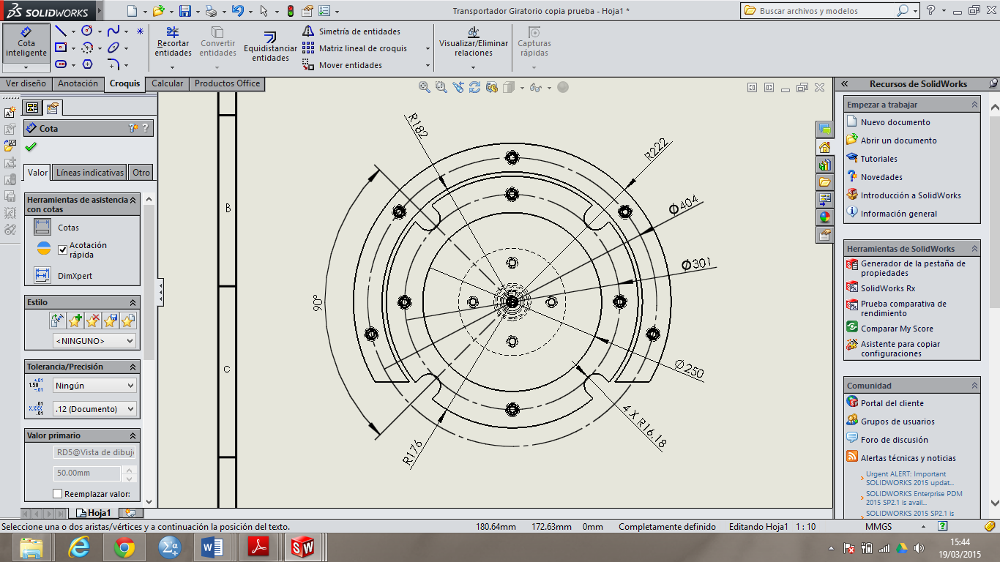 SOLIDWORKS
Transportador Giratorio copia prueba - Hoja1 *
Buscar archivos y modelos
Cota
inteligente
Recortar
entidades
Convertir
entidades
Equidistanciar
entidades
Simetría de entidades
Matriz lineal de croquis
Mover entidades
Visualizar/Eliminar
relaciones
Capturas
rápidas
Ver diseño
Anotación
Croquis
Calcular
Productos Office
Cota
Valor
Líneas indicativas
Otro
Herramientas de asistencia
con cotas
Cotas
Acotación
rápida
DimXpert
Estilo
<NINGUNO>
Tolerancia/Precisión
Ningún
.12 (Documento)
Valor primario
RD5@Vista de dibuj
50.00mm
Reemplazar valor:
B
C
R182
R222
Ø404
Ø301
Ø250
4 X R16,18
R176
90°
Recursos de SolidWorks
Empezar a trabajar
Nuevo documento
Abrir un documento
Tutoriales
Novedades
Introducción a SolidWorks
Información general
Herramientas de SolidWorks
Generador de la pestaña de
propiedades
SolidWorks Rx
Prueba comparativa de
rendimiento
Comparar My Score
Asistente para copiar
configuraciones
Comunidad
Portal del cliente
Grupos de usuarios
Foro de discusión
Alertas técnicas y noticias
Urgent ALERT: Important
SOLIDWORKS 2015 updat...
SOLIDWORKS Enterprise PDM
2015 SP2.1 is avail...
SOLIDWORKS 2015 SP2.1 is
Hoja1
Seleccione una o dos aristas/vértices y a continuación la posición del texto.
180.64mm
172.63mm
0mm
Completamente definido
Editando Hoja1
1 : 10
MMGS
15:44
19/03/2015